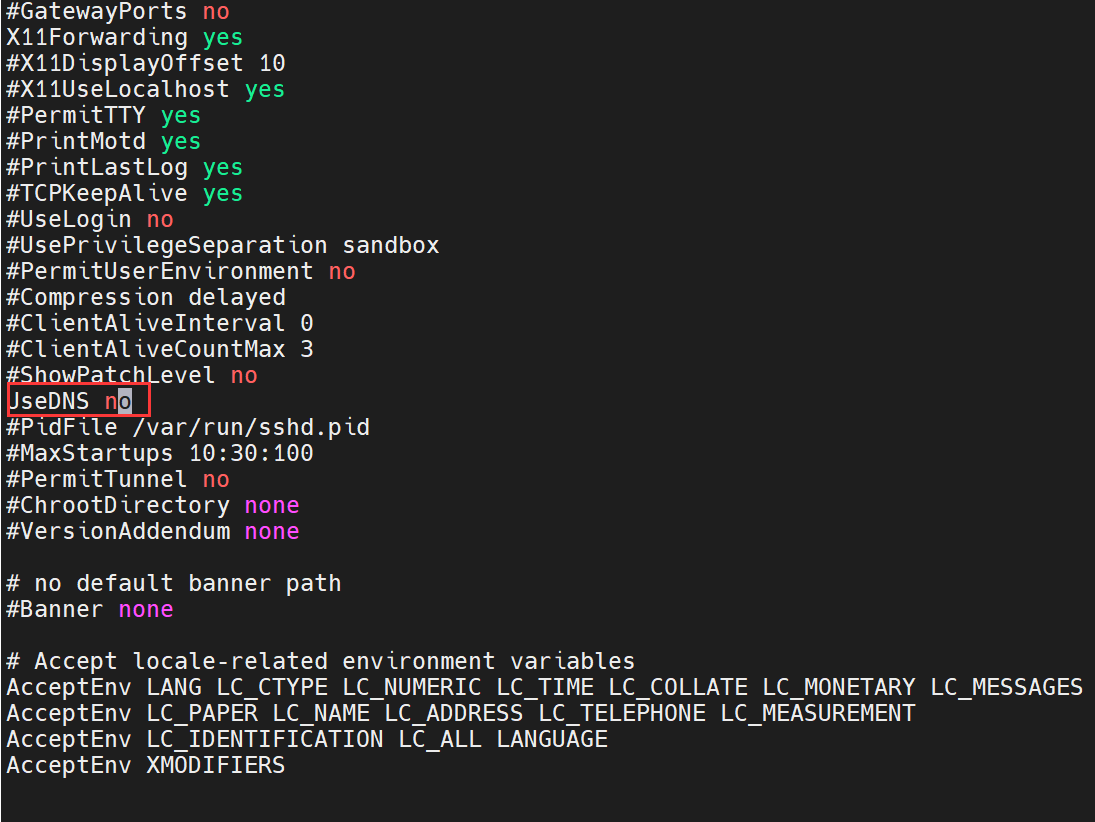 #GatewayPorts no
X11Forwarding yes
#X11DisplayOffset 10
#X11UseLocalhost yes
#PermitTTY yes
#PrintMotd yes
#PrintLastLog yes
#TCPKeepAlive yes
#UseLogin no
#UsePrivilegeSeparation sandbox
#PermitUserEnvironment no
#Compression delayed
#ClientAliveInterval 0
#ClientAliveCountMax 3
#ShowPatchLevel no
UseDNS no
#PidFile /var/run/sshd.pid
#MaxStartups 10:30:100
#PermitTunnel no
#ChrootDirectory none
#VersionAddendum none
# no default banner path
#Banner none
# Accept locale-related environment variables
AcceptEnv LANG LC_CTYPE LC_NUMERIC LC_TIME LC_COLLATE LC_MONETARY LC_MESSAGES
AcceptEnv LC_PAPER LC_NAME LC_ADDRESS LC_TELEPHONE LC_MEASUREMENT
AcceptEnv LC_IDENTIFICATION LC_ALL LANGUAGE
AcceptEnv XMODIFIERS